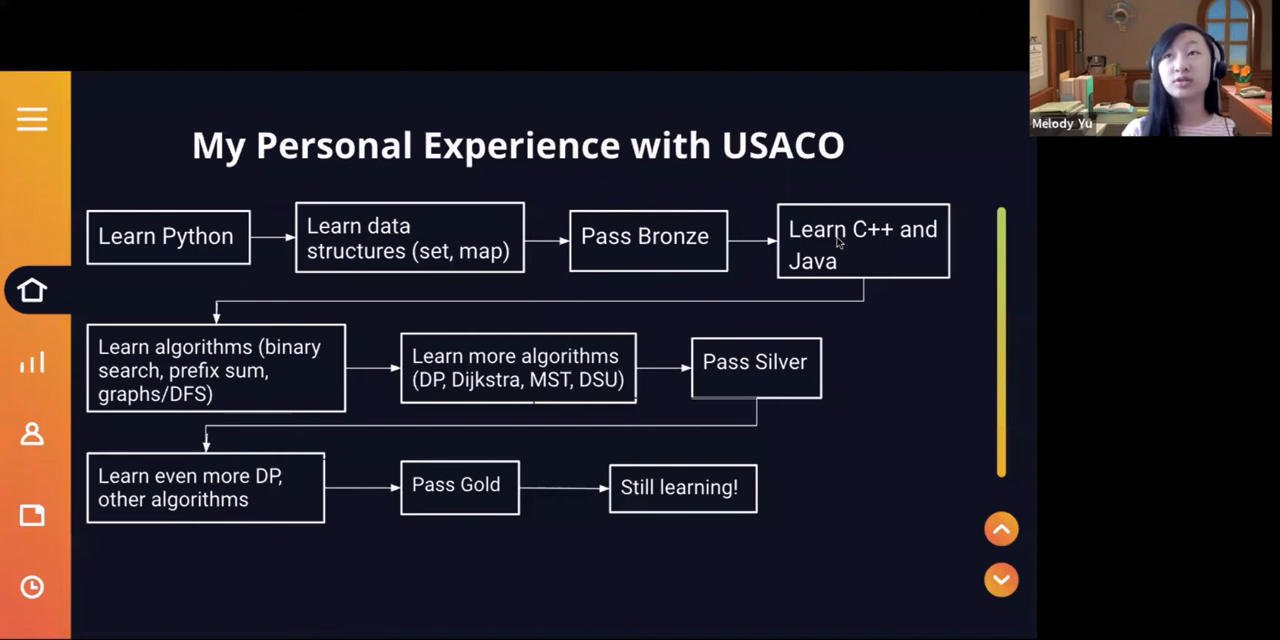 Melody Yu
My Personal Experience with USACO
Learn Python
Learn data
structures (set, map)
Pass Bronze
Learn C++ and
Java
Learn algorithms (binary
search, prefix sum,
graphs/DFS)
Learn more algorithms
(DP, Dijkstra, MST, DSU)
Pass Silver
Learn even more DP,
other algorithms
Pass Gold
Still learning!